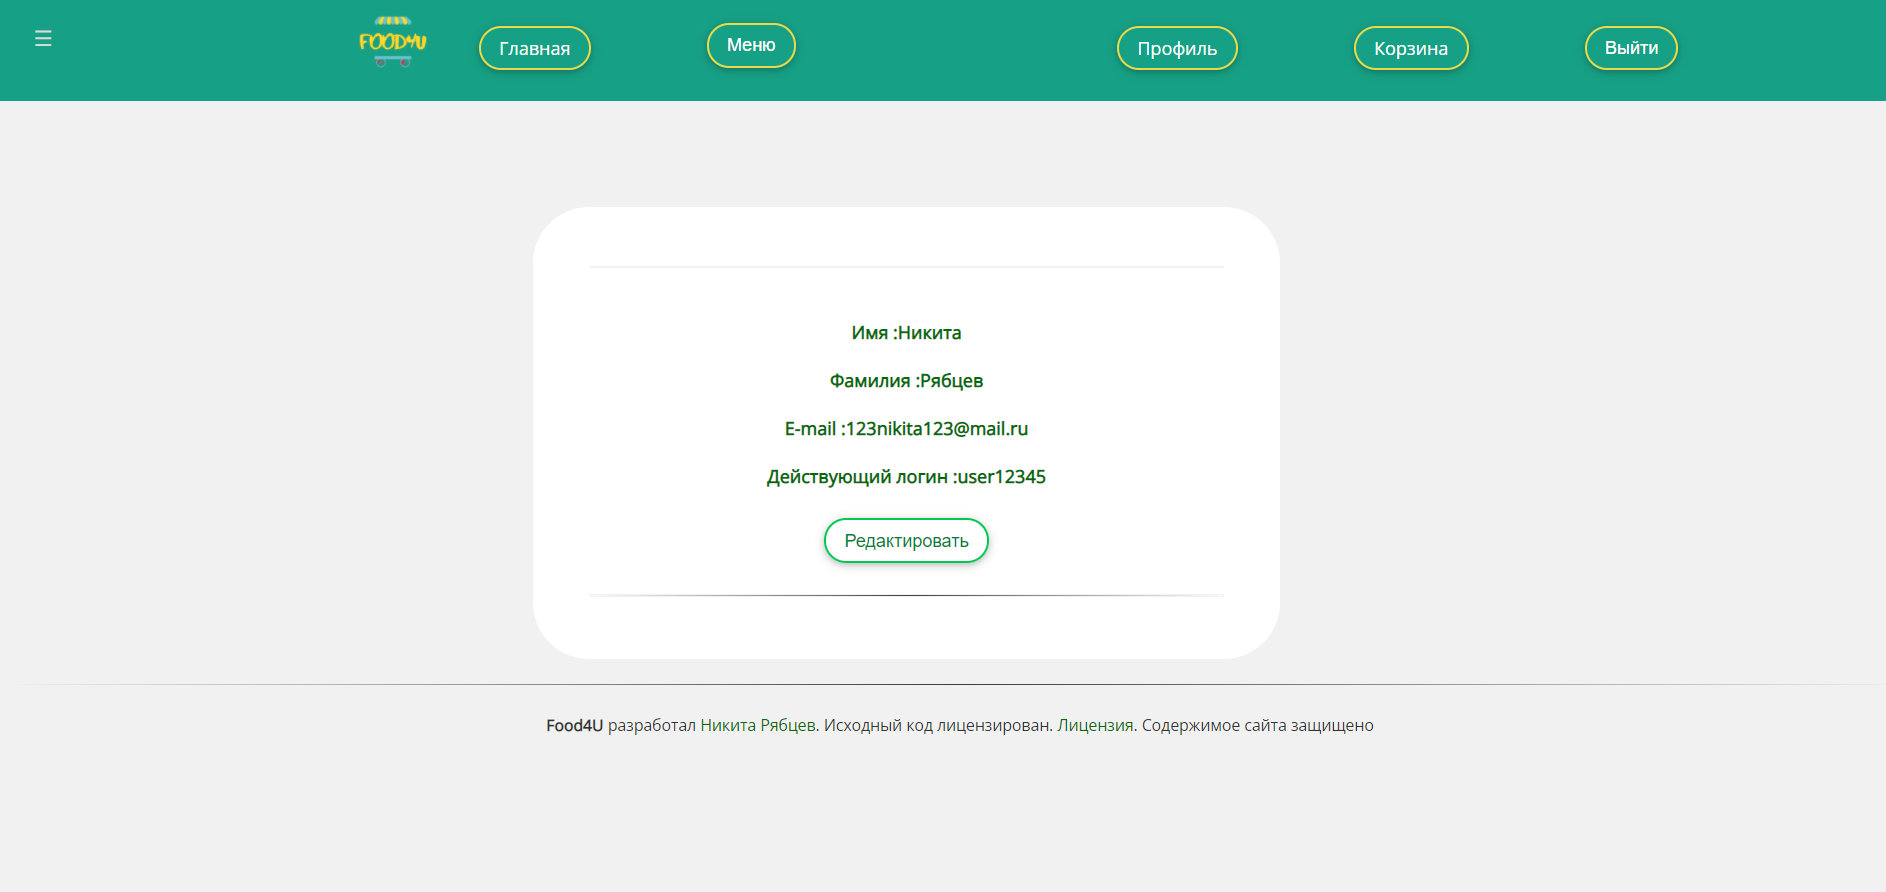 FOOD4U
Главная
Меню
Профиль
Корзина
Выйти
Имя :Никита
Фамилия :Рябцев
E-mail :123nikita123@mail.ru
Действующий логин :user12345
Редактировать
Food4U разработал Никита Рябцев. Исходный код лицензирован. Лицензия. Содержимое сайта защищено